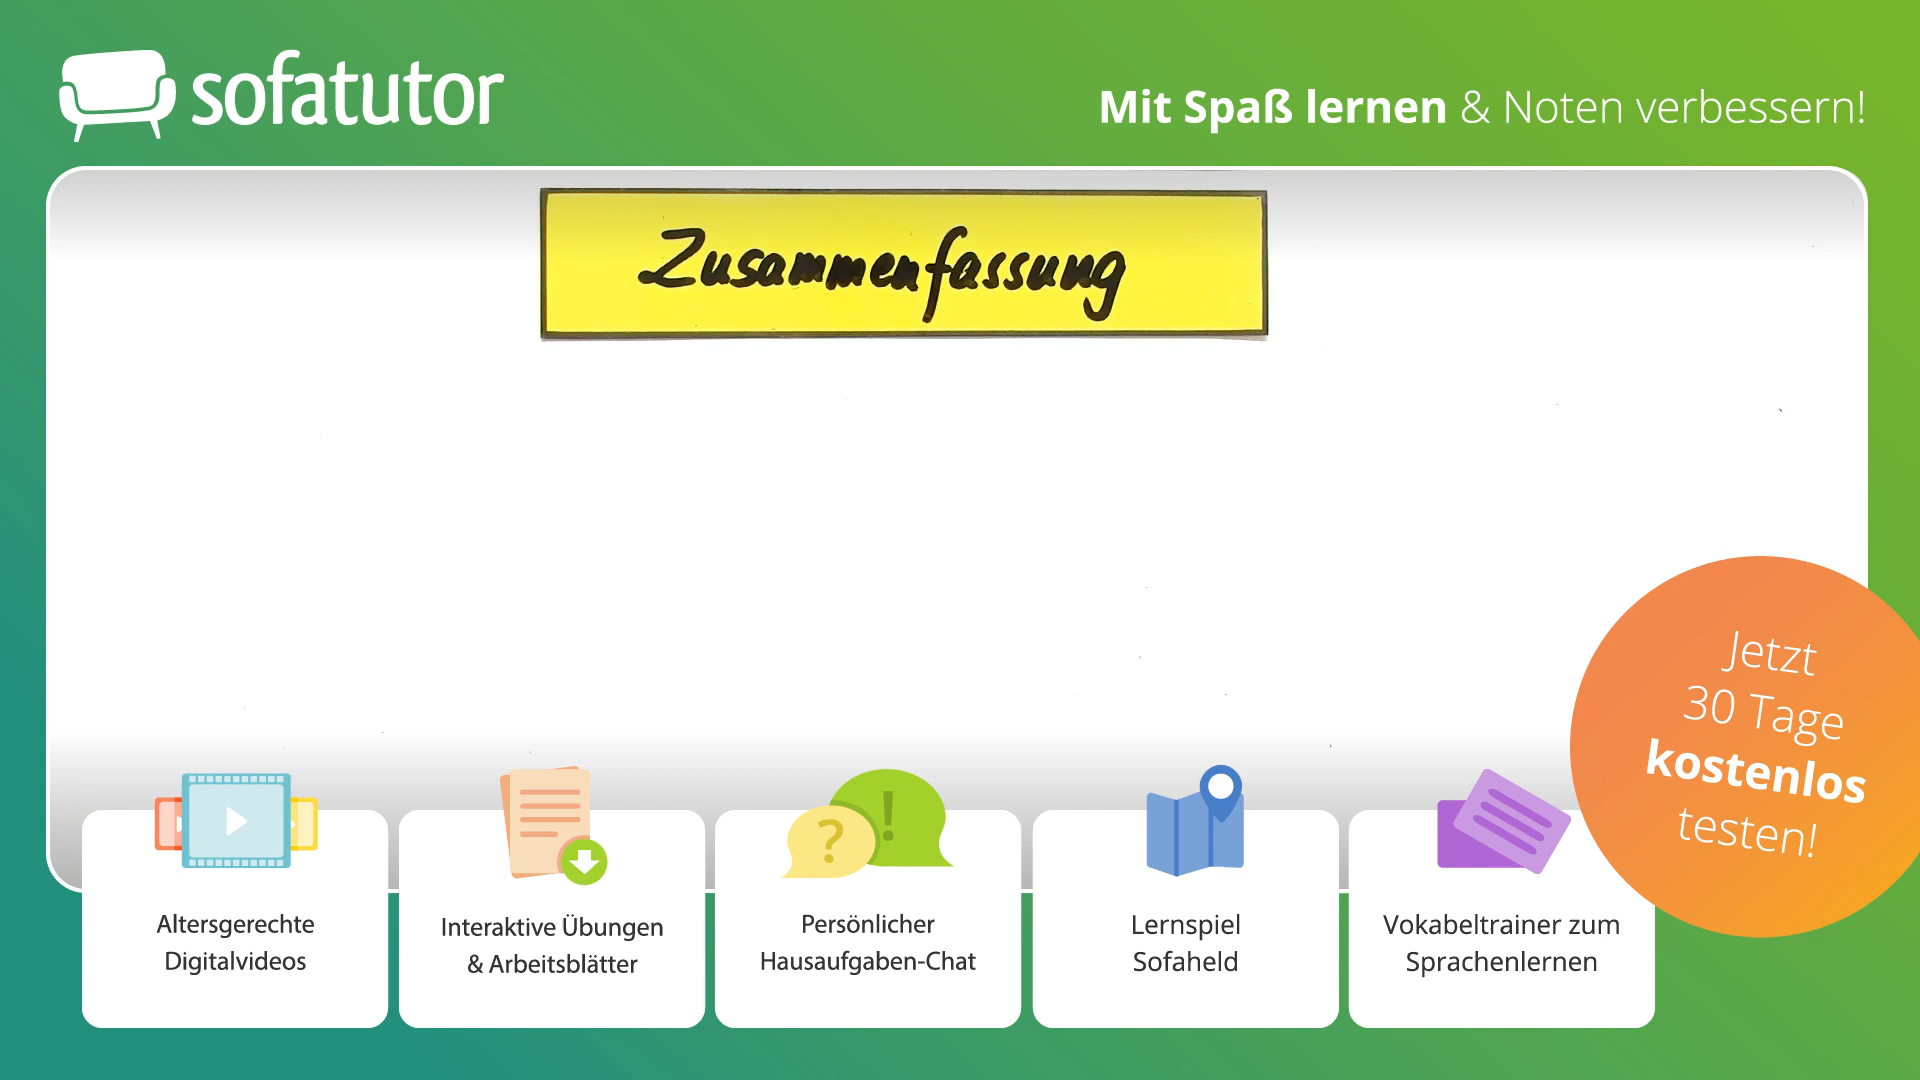 sofatutor
Mit Spaß lernen & Noten verbessern!
Zusammenfassung
Jetzt
30 Tage
kostenlos
testen!
Altersgerechte
Digitalvideos
Interaktive Übungen
& Arbeitsblätter
Persönlicher
Hausaufgaben-Chat
Lernspiel
Sofaheld
Vokabeltrainer zum
Sprachenlernen